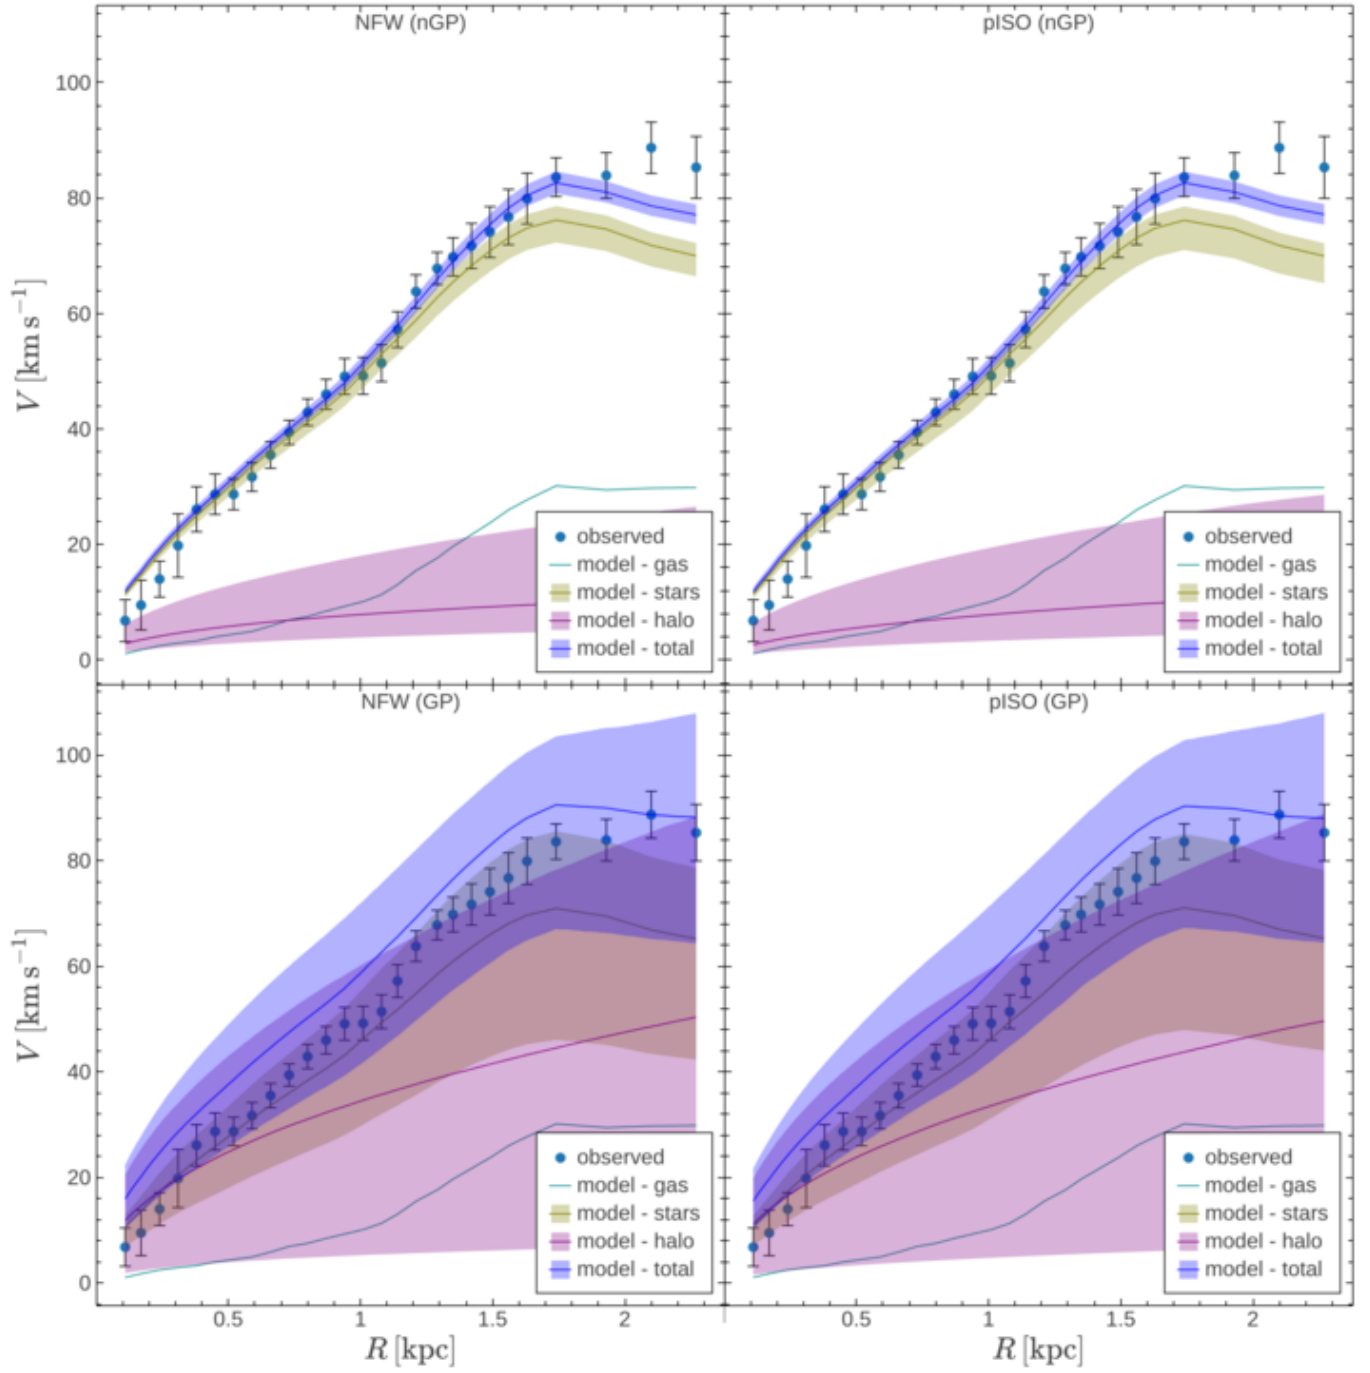 NFW (nGP)
pISO (nGP)
100
80
60
40
20
0
V [km s⁻¹]
observed
model - gas
model - stars
model - halo
model - total
observed
model - gas
model - stars
model - halo
model - total
NFW (GP)
pISO (GP)
100
80
60
40
20
0
V [km s⁻¹]
observed
model - gas
model - stars
model - halo
model - total
observed
model - gas
model - stars
model - halo
model - total
0.5 1 1.5 2
0.5 1 1.5 2
R [kpc]
R [kpc]